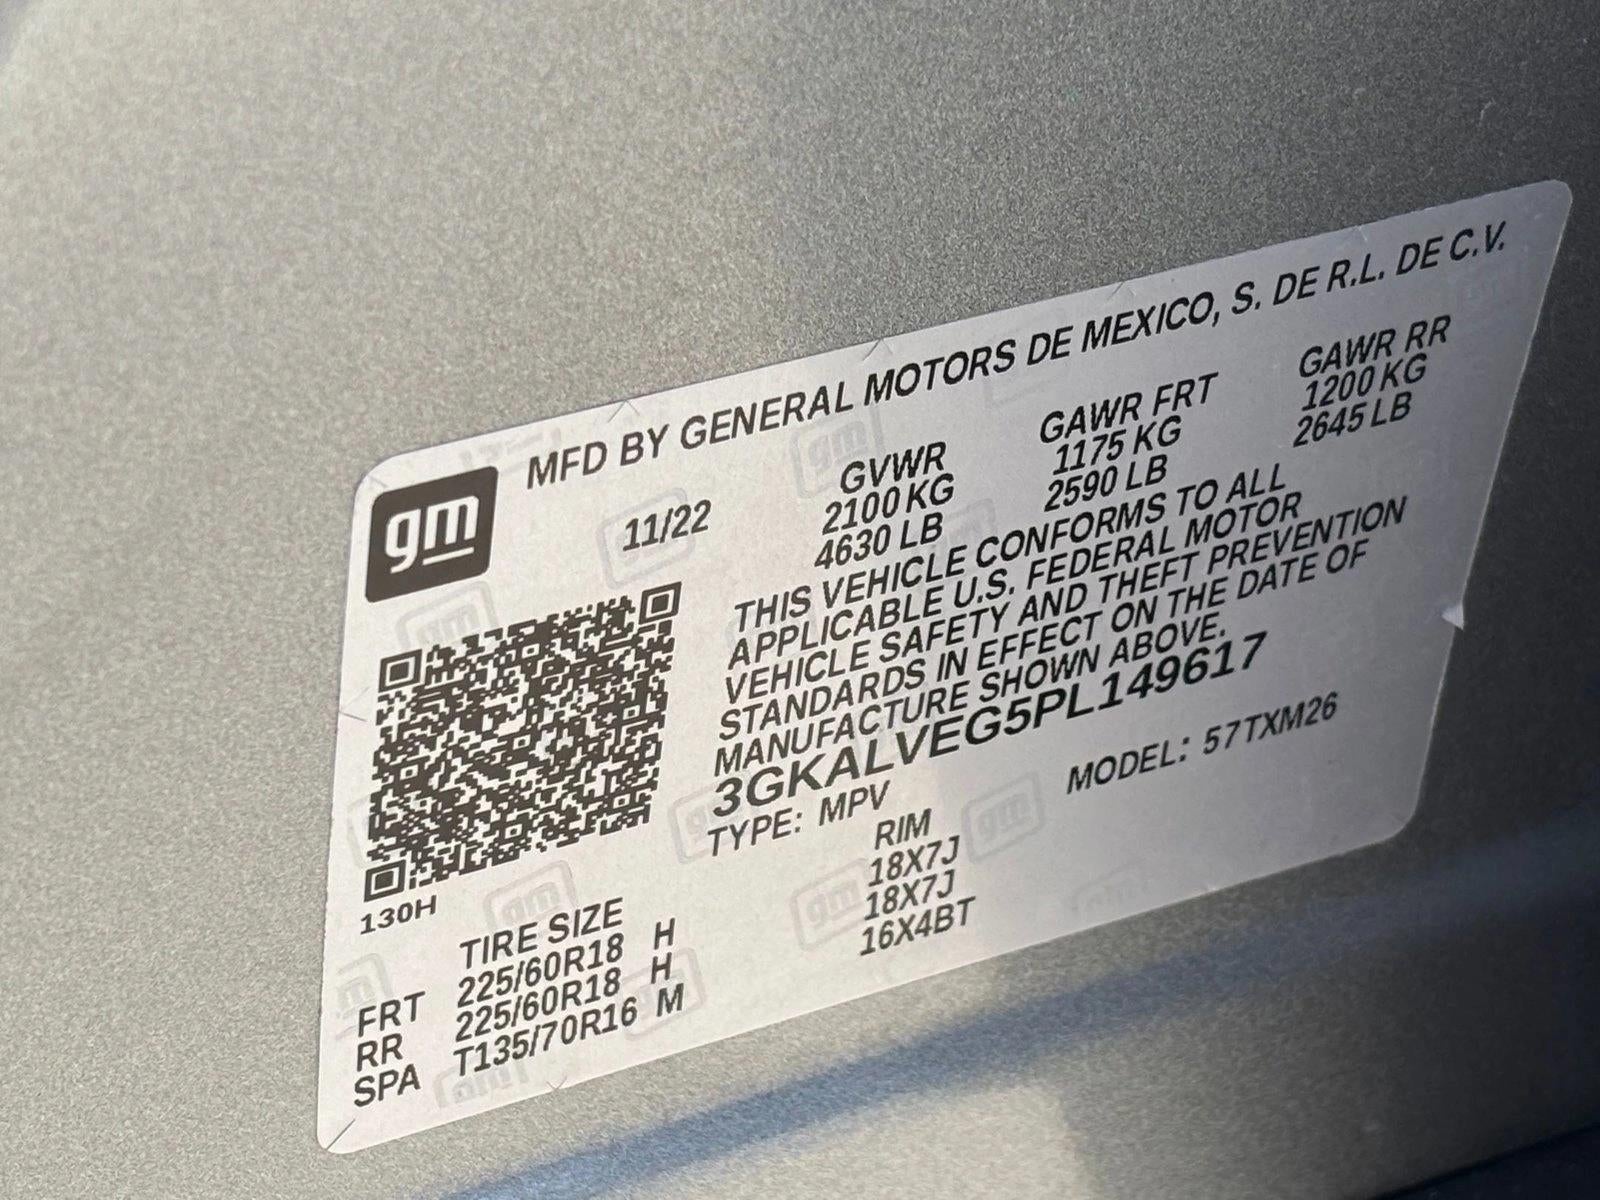 MFD BY GENERAL MOTORS DE MEXICO, S. DE R.L. DE C.V.
gm
11/22
GVWR GAWR FRT GAWR RR
2100 KG 1175 KG 1200 KG
4630 LB 2590 LB 2645 LB
THIS VEHICLE CONFORMS TO ALL
APPLICABLE U.S. FEDERAL MOTOR
VEHICLE SAFETY AND THEFT PREVENTION
STANDARDS IN EFFECT ON THE DATE OF
MANUFACTURE SHOWN ABOVE.
3GKALVEG5PL149617
TYPE: MPV MODEL: 57TXM26
130H
TIRE SIZE RIM
FRT 225/60R18 H 18X7J
RR 225/60R18 H 18X7J
SPA T135/70R16 M 16X4BT